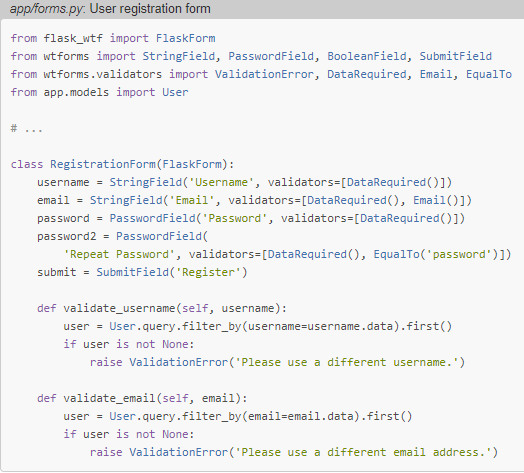 app/forms.py: User registration form
from flask_wtf import FlaskForm
from wtforms import StringField, PasswordField, BooleanField, SubmitField
from wtforms.validators import ValidationError, DataRequired, Email, EqualTo
from app.models import User

# ...

class RegistrationForm(FlaskForm):
    username = StringField('Username', validators=[DataRequired()])
    email = StringField('Email', validators=[DataRequired(), Email()])
    password = PasswordField('Password', validators=[DataRequired()])
    password2 = PasswordField(
        'Repeat Password', validators=[DataRequired(), EqualTo('password')])
    submit = SubmitField('Register')

    def validate_username(self, username):
        user = User.query.filter_by(username=username.data).first()
        if user is not None:
            raise ValidationError('Please use a different username.')

    def validate_email(self, email):
        user = User.query.filter_by(email=email.data).first()
        if user is not None:
            raise ValidationError('Please use a different email address.')